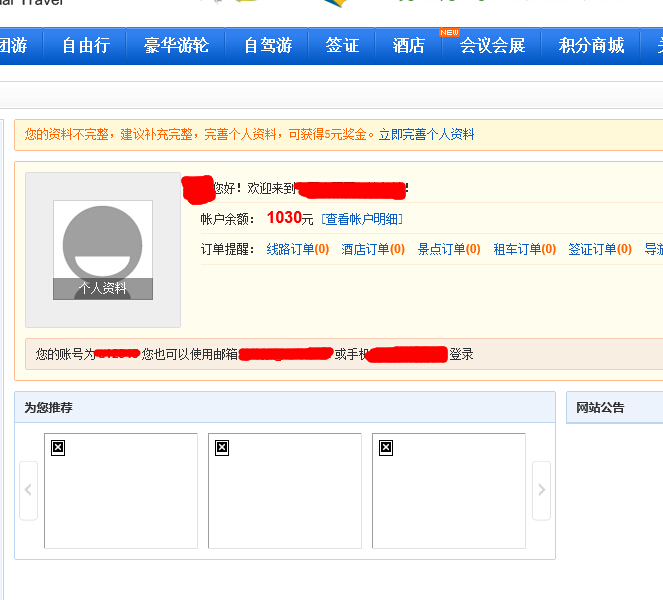 Travel
团游 自由行 豪华游轮 自驾游 签证 酒店 NEW 会议会展 积分商城
您的资料不完整，建议补充完整，完善个人资料，可获得5元奖金。立即完善个人资料
您好！欢迎来到 !
帐户余额： 1030元 [查看帐户明细]
订单提醒： 线路订单(0) 酒店订单(0) 景点订单(0) 租车订单(0) 签证订单(0) 导游
个人资料
您的账号为 您也可以使用邮箱 或手机 登录
为您推荐
网站公告